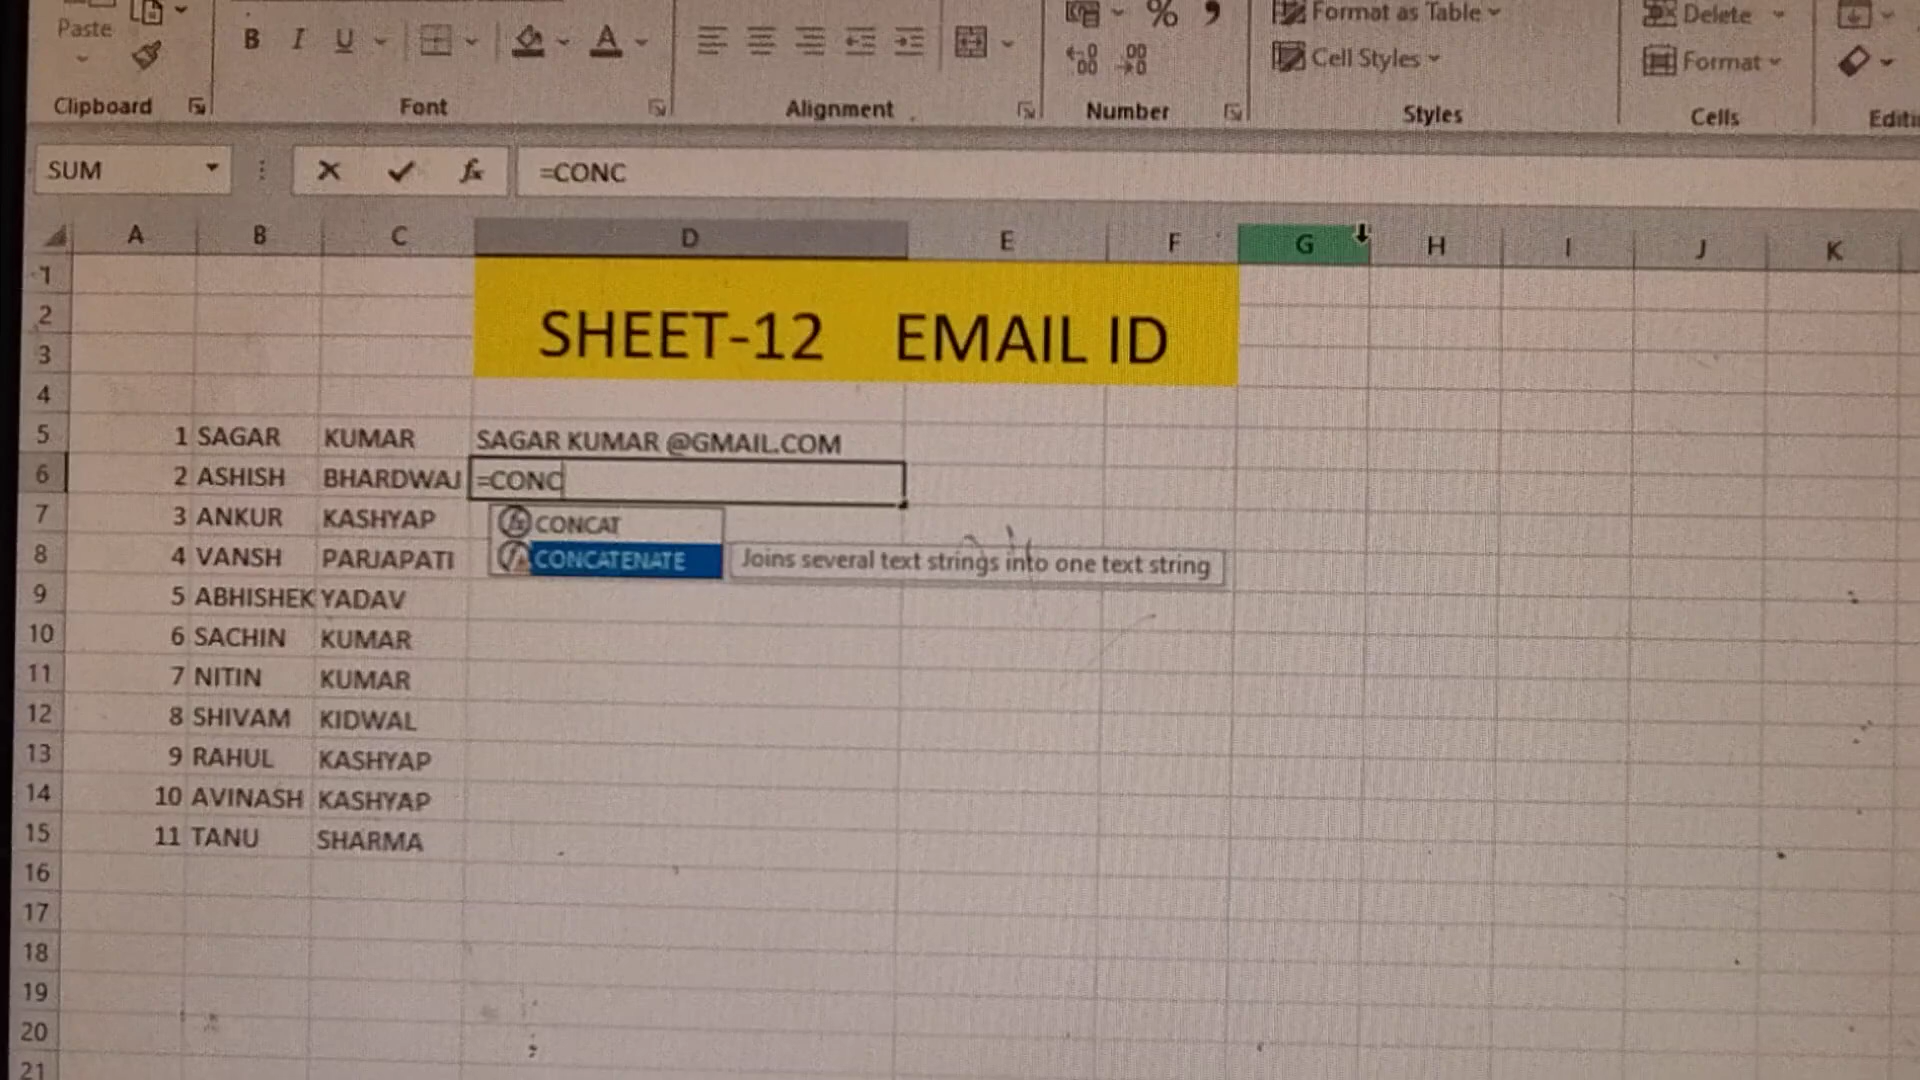 Paste
B I U A
% 9 Format as Table
Delete
Cell Styles
Format
Clipboard Font Alignment Number Styles Cells Editi
SUM fx =CONC
A B C D E F G H I J K
1
2 SHEET-12 EMAIL ID
3
4
5 1 SAGAR KUMAR SAGAR KUMAR @GMAIL.COM
6 2 ASHISH BHARDWAJ =CONC
7 3 ANKUR KASHYAP CONCAT
8 4 VANSH PARJAPATI CONCATENATE Joins several text strings into one text string
9 5 ABHISHEK YADAV
10 6 SACHIN KUMAR
11 7 NITIN KUMAR
12 8 SHIVAM KIDWAL
13 9 RAHUL KASHYAP
14 10 AVINASH KASHYAP
15 11 TANU SHARMA
16
17
18
19
20
21